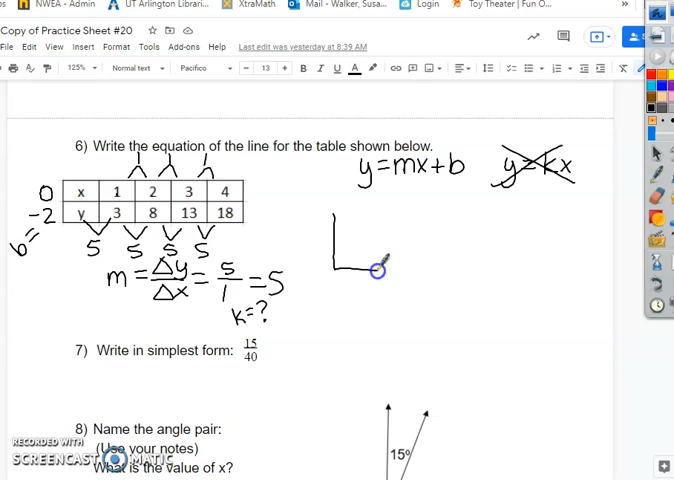 NWEA - Admin UT Arlington Librari... XtraMath Mail - Walker, Susa... Login Toy Theater | Fun O...
Copy of Practice Sheet #20
File Edit View Insert Format Tools Add-ons Help Last edit was yesterday at 8:39 AM
125% Normal text Pacifico 13 B I U A
6) Write the equation of the line for the table shown below.
1 1 1
y=mx+b y=kx
0 x 1 2 3 4
-2 y 3 8 13 18
b=
5 5 5 5
m = Δy/Δx = 5/1 = 5
k=?
7) Write in simplest form: 15/40
8) Name the angle pair:
(Use your notes)
What is the value of x?
15º
RECORDED WITH
SCREENCAST MATIC